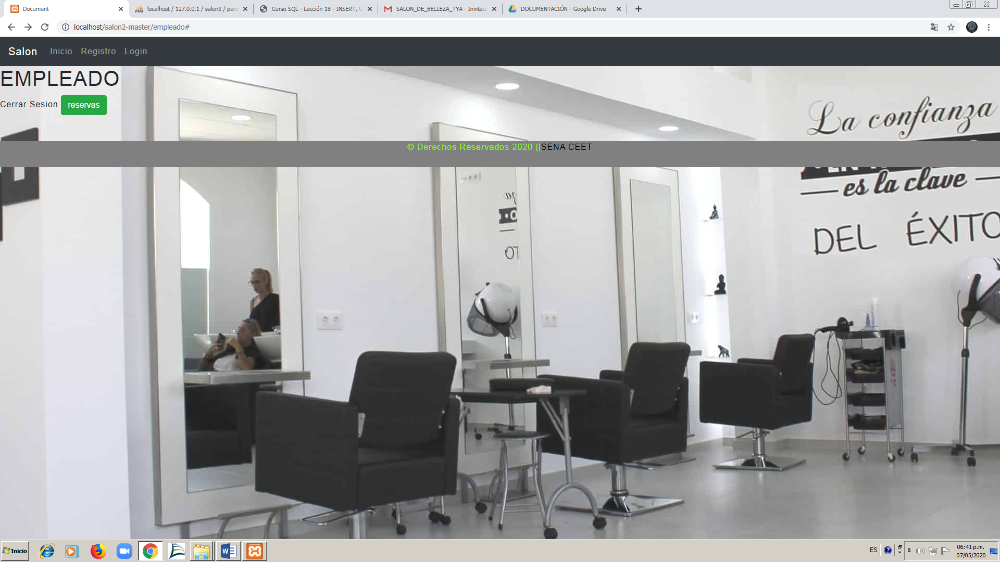 Document
localhost / 127.0.0.1 / salon3 / pers
Curso SQL - Lección 18 - INSERT, U
SALON_DE_BELLEZA_TYA - Invitaci
DOCUMENTACIÓN - Google Drive
localhost/salon2-master/empleado#
Salon Inicio Registro Login
EMPLEADO
Cerrar Sesion reservas
La confianza
© Derechos Reservados 2020 ||SENA CEET
es la clave
DEL ÉXITO
Inicio
ES
06:41 p.m.
07/05/2020